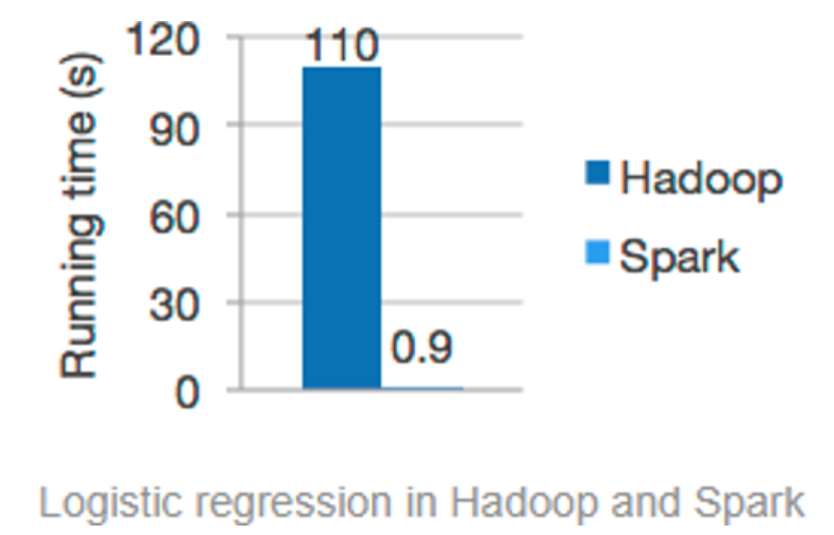 120
110
90
60
30
0
0.9
Running time (s)
Hadoop
Spark
Logistic regression in Hadoop and Spark